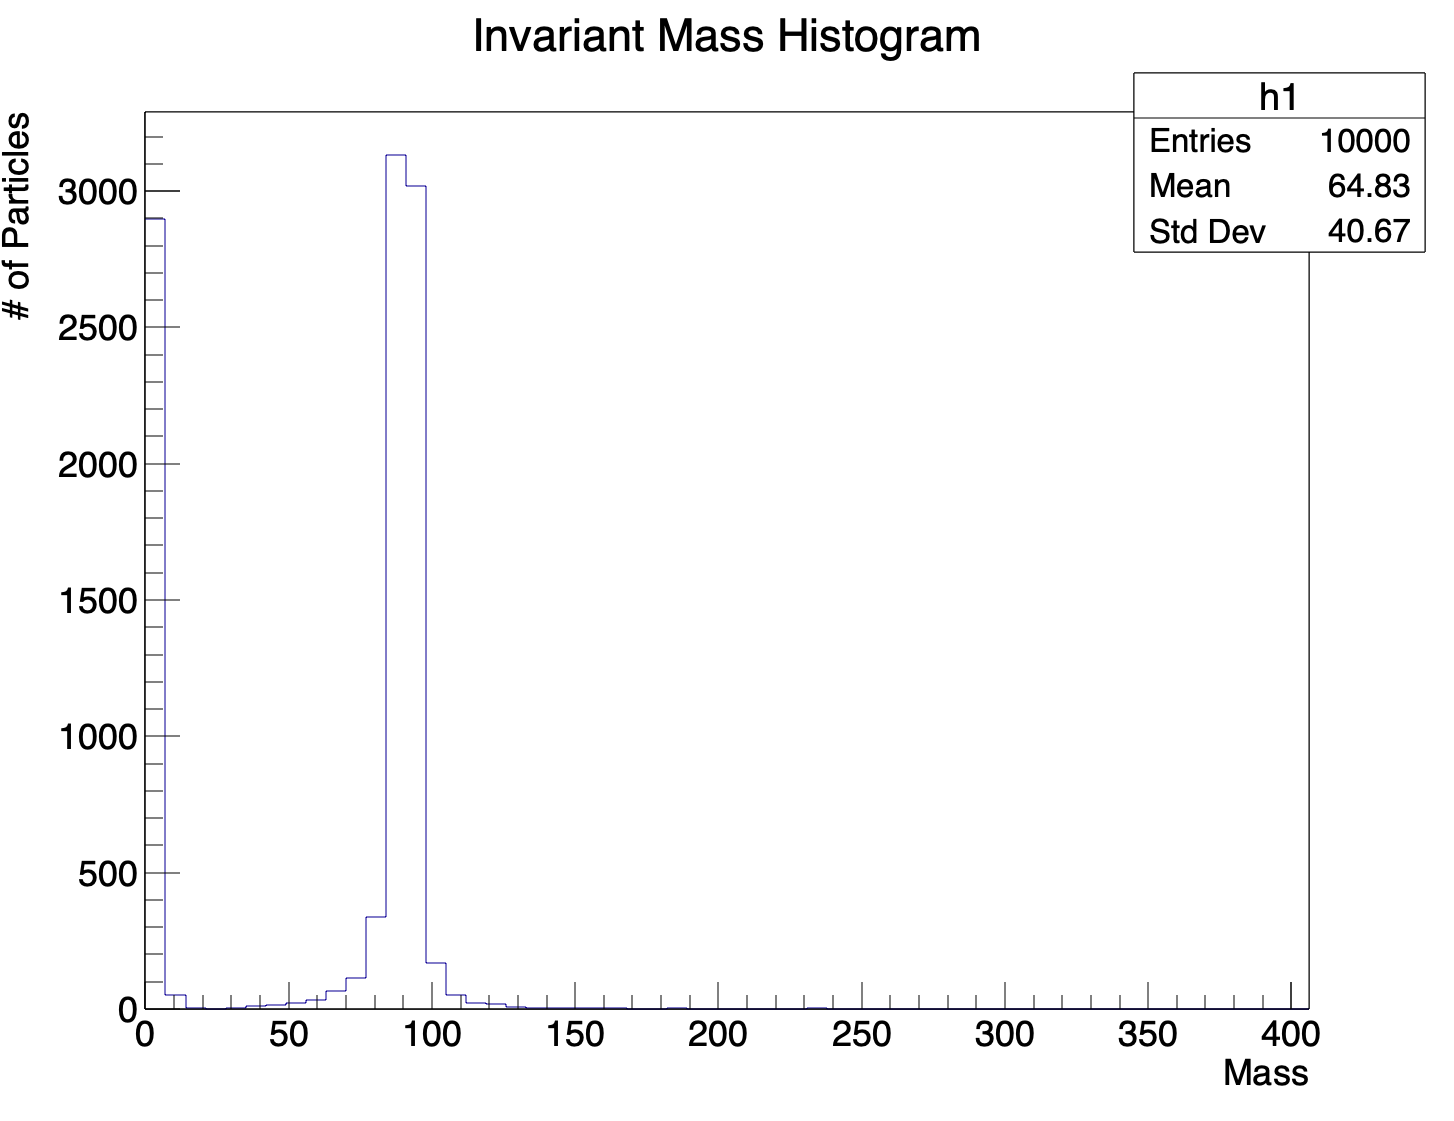 Invariant Mass Histogram
h1
Entries 10000
Mean 64.83
Std Dev 40.67
# of Particles
3000
2500
2000
1500
1000
500
0
0 50 100 150 200 250 300 350 400
Mass